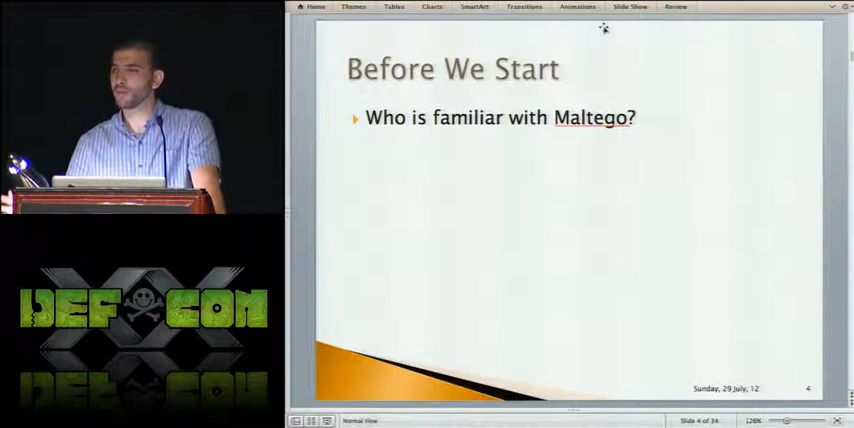 Home Themes Tables Charts SmartArt Transitions Animations Slide Show Review
Before We Start
Who is familiar with Maltego?
Sunday, 29 July, 12 4
Normal View Slide 4 of 34 128%
XX
DEF CON